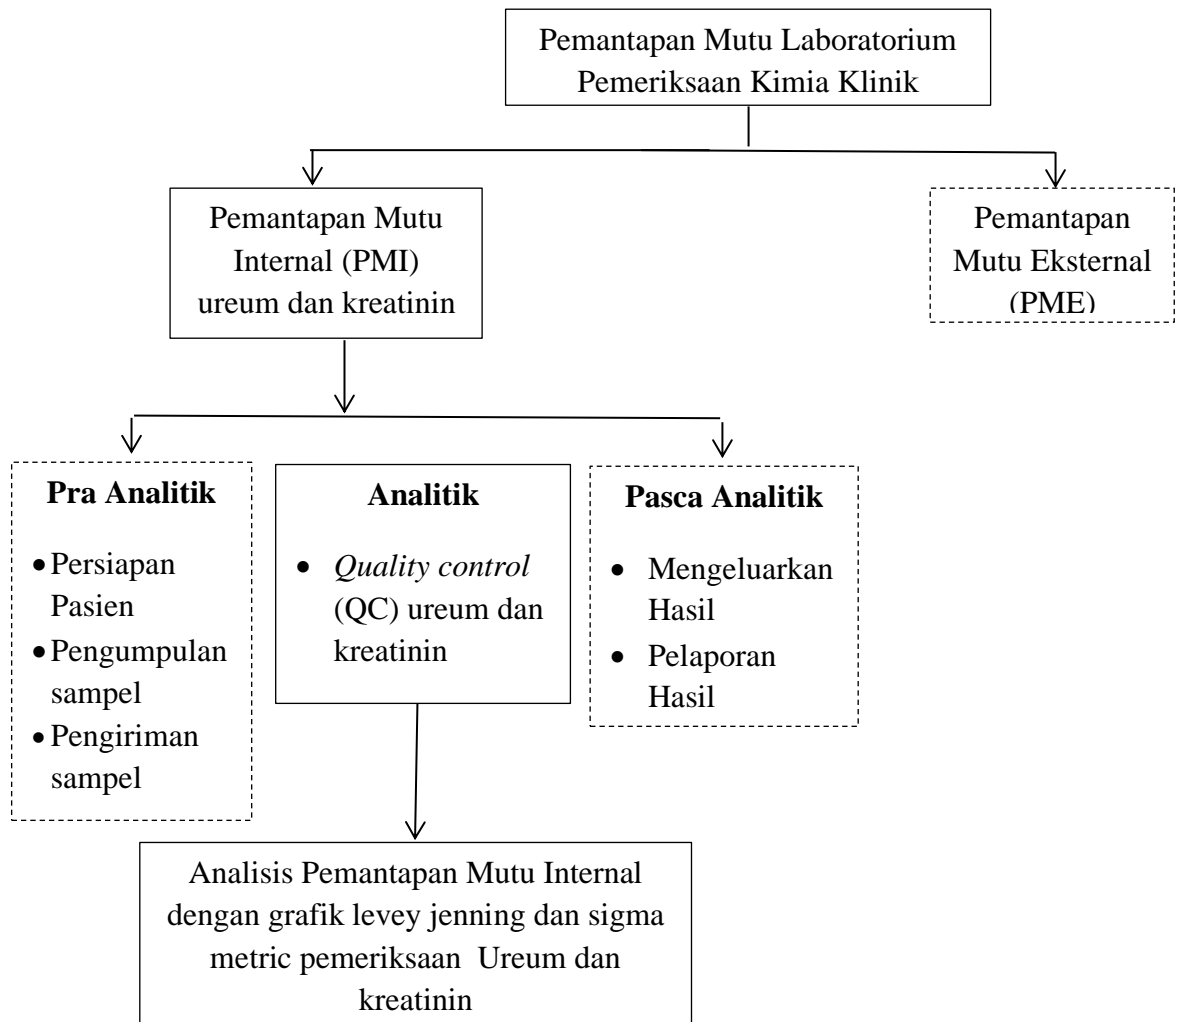 Pemantapan Mutu Laboratorium
Pemeriksaan Kimia Klinik
Pemantapan Mutu
Internal (PMI)
ureum dan kreatinin
Pemantapan
Mutu Eksternal
(PME)
Pra Analitik
• Persiapan
Pasien
• Pengumpulan
sampel
• Pengiriman
sampel
Analitik
• Quality control
(QC) ureum dan
kreatinin
Pasca Analitik
• Mengeluarkan
Hasil
• Pelaporan
Hasil
Analisis Pemantapan Mutu Internal
dengan grafik levey jenning dan sigma
metric pemeriksaan Ureum dan
kreatinin